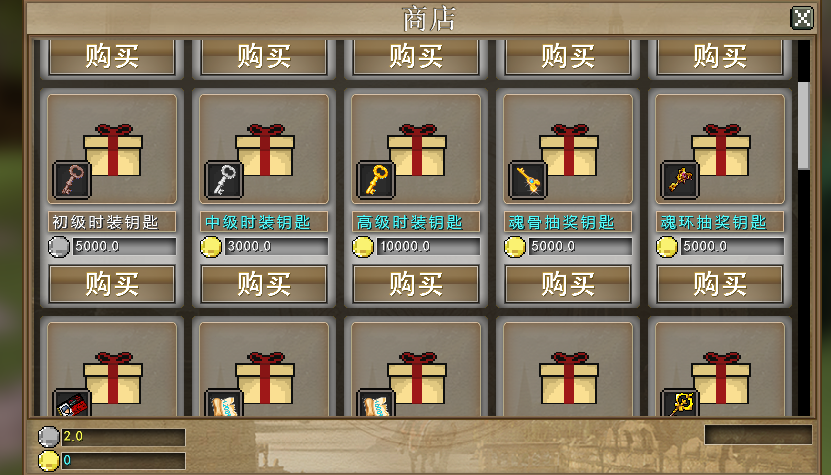 商店
购买 购买 购买 购买 购买
初级时装钥匙 中级时装钥匙 高级时装钥匙 魂骨抽奖钥匙 魂环抽奖钥匙
5000.0 3000.0 10000.0 5000.0 5000.0
购买 购买 购买 购买 购买
2.0
0